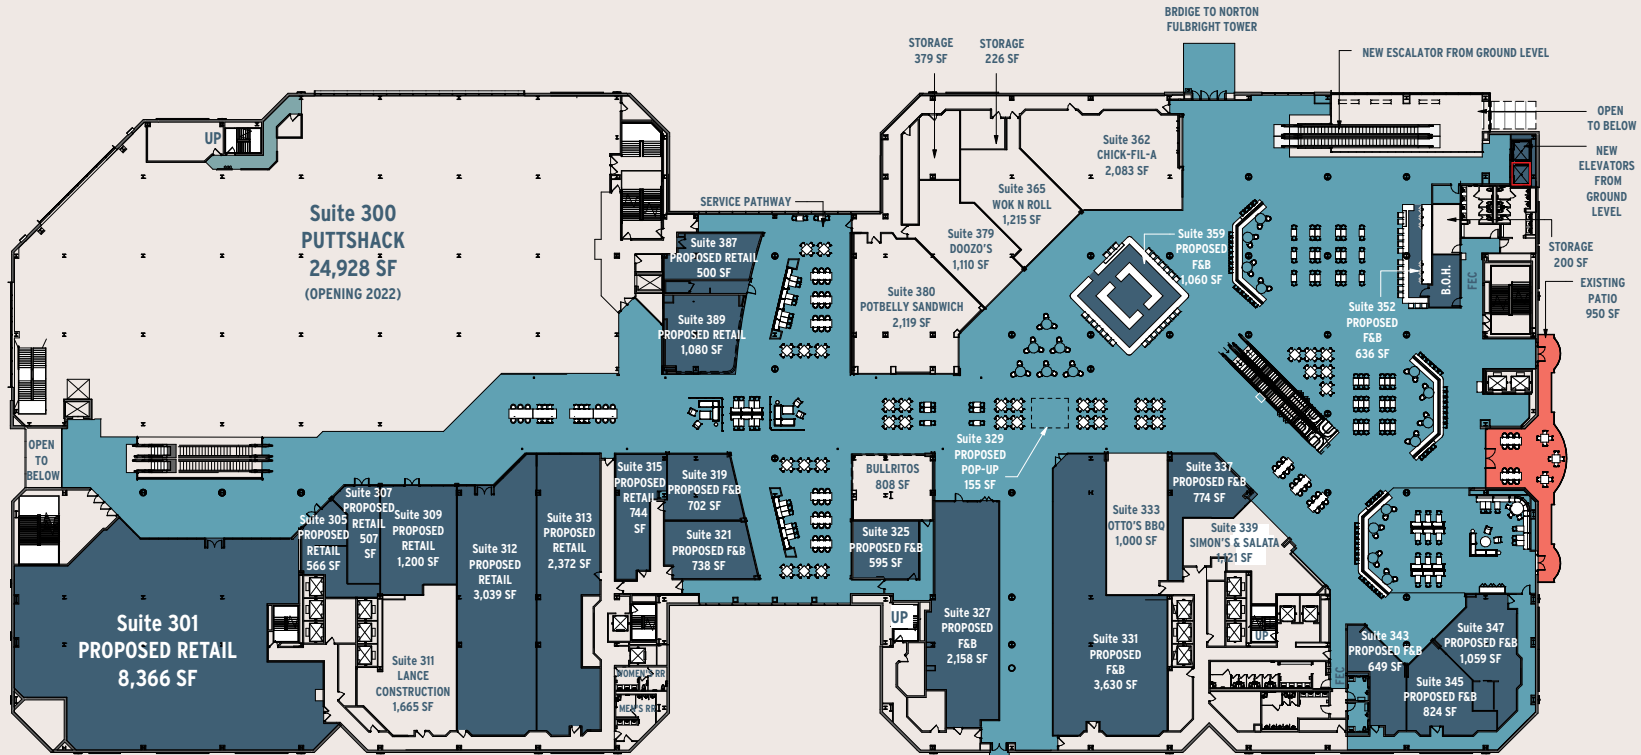 BRDIGE TO NORTON
FULBRIGHT TOWER
STORAGE
379 SF
STORAGE
226 SF
NEW ESCALATOR FROM GROUND LEVEL
OPEN
TO BELOW
NEW
ELEVATORS
FROM
GROUND
LEVEL
UP
Suite 300
PUTTSHACK
24,928 SF
(OPENING 2022)
SERVICE PATHWAY
Suite 362
CHICK-FIL-A
2,083 SF
Suite 365
WOK N ROLL
1,215 SF
Suite 379
DOOZO'S
1,110 SF
Suite 380
POTBELLY SANDWICH
2,119 SF
Suite 359
PROPOSED
F&B
1,060 SF
Suite 387
PROPOSED RETAIL
500 SF
Suite 389
PROPOSED RETAIL
1,080 SF
STORAGE
200 SF
B.O.H.
FEC
Suite 352
PROPOSED
F&B
636 SF
EXISTING
PATIO
950 SF
OPEN
TO
BELOW
Suite 329
PROPOSED
POP-UP
155 SF
BULLRITOS
808 SF
Suite 305
PROPOSED
RETAIL
566 SF
Suite 307
PROPOSED
RETAIL
507
SF
Suite 309
PROPOSED
RETAIL
1,200 SF
Suite 312
PROPOSED
RETAIL
3,039 SF
Suite 313
PROPOSED
RETAIL
2,372 SF
Suite 315
PROPOSED
RETAIL
744
SF
Suite 319
PROPOSED F&B
702 SF
Suite 321
PROPOSED F&B
738 SF
Suite 325
PROPOSED F&B
595 SF
Suite 333
OTTO'S BBQ
1,000 SF
Suite 337
PROPOSED F&B
774 SF
Suite 339
SIMON'S & SALATA
1,121 SF
Suite 301
PROPOSED RETAIL
8,366 SF
Suite 311
LANCE
CONSTRUCTION
1,665 SF
WOMEN'S RR
MEN'S RR
UP
Suite 327
PROPOSED
F&B
2,158 SF
Suite 331
PROPOSED
F&B
3,630 SF
UP
FEC
Suite 343
PROPOSED F&B
649 SF
Suite 345
PROPOSED F&B
824 SF
Suite 347
PROPOSED F&B
1,059 SF